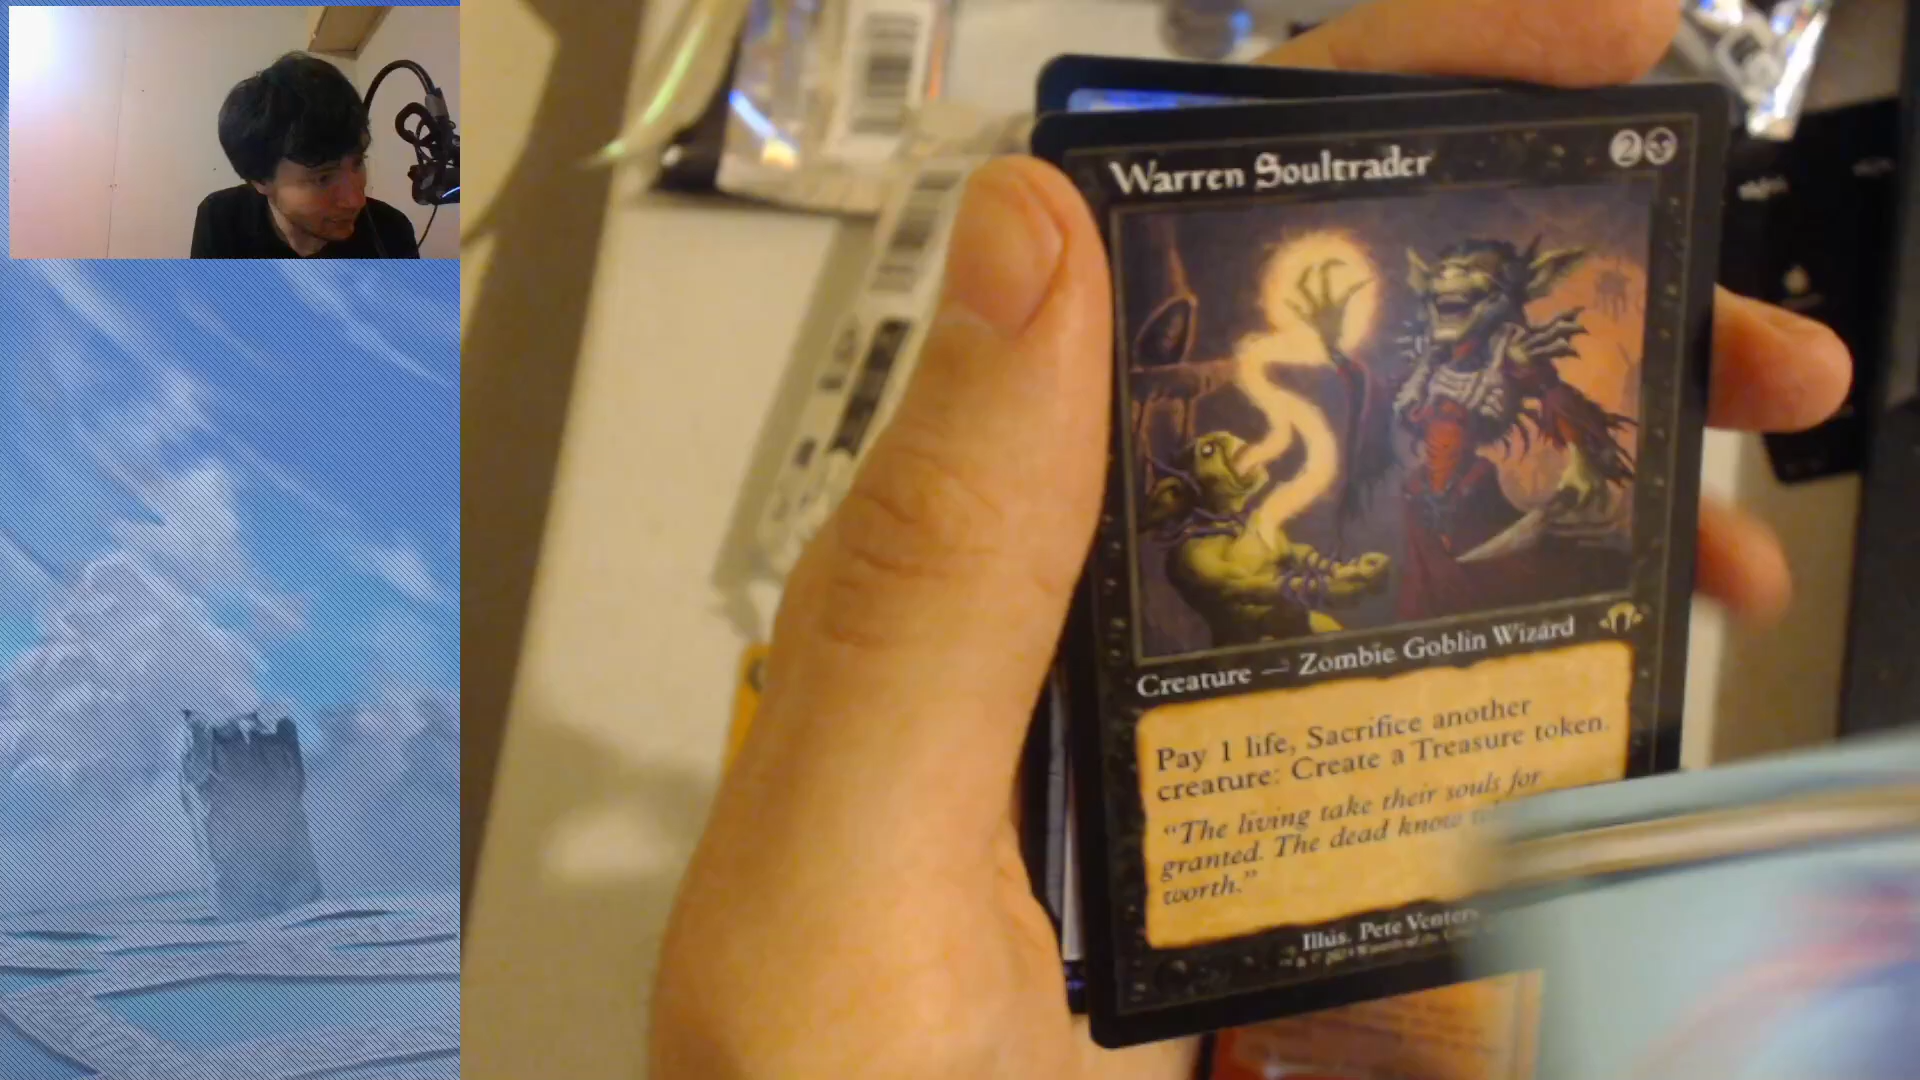 Warren Soultrader
2
Creature — Zombie Goblin Wizard
Pay 1 life, Sacrifice another
creature: Create a Treasure token.
"The living take their souls for
granted. The dead know
worth."
Illus. Pete Venters